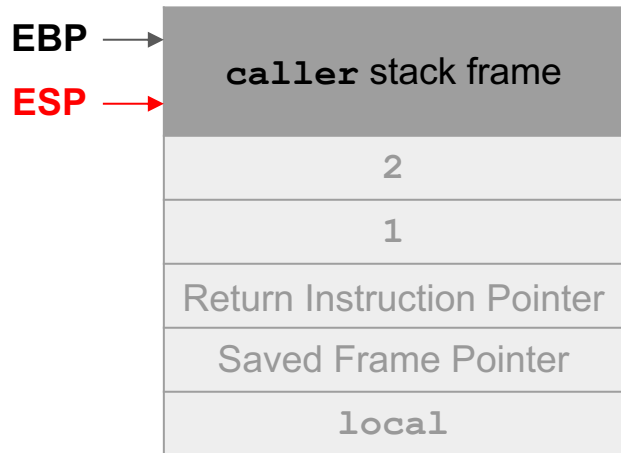 EBP
caller stack frame
ESP
2
1
Return Instruction Pointer
Saved Frame Pointer
local